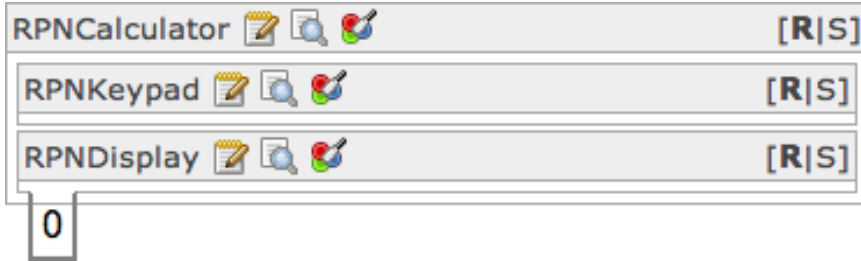 RPNCalculator [R|S]
RPNKeypad [R|S]
RPNDisplay [R|S]
0